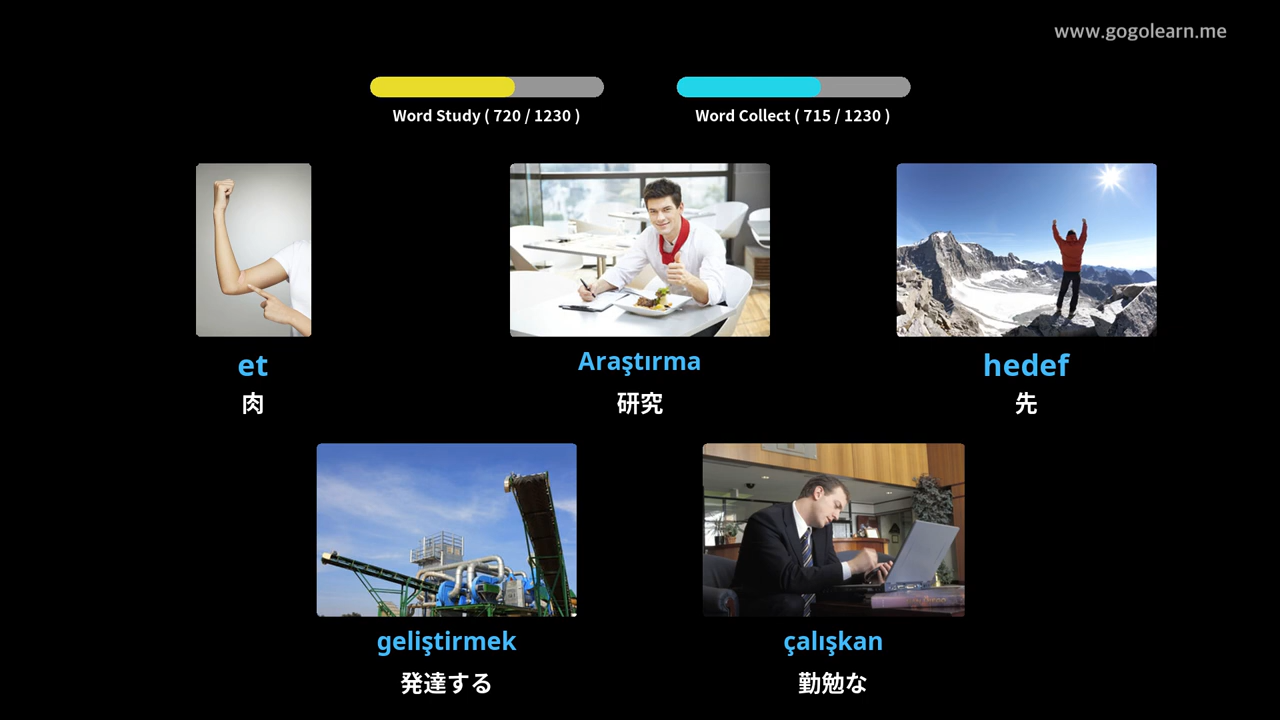 www.gogolearn.me
Word Study ( 720 / 1230 )
Word Collect ( 715 / 1230 )
et
肉
Araştırma
研究
hedef
先
geliştirmek
発達する
çalışkan
勤勉な